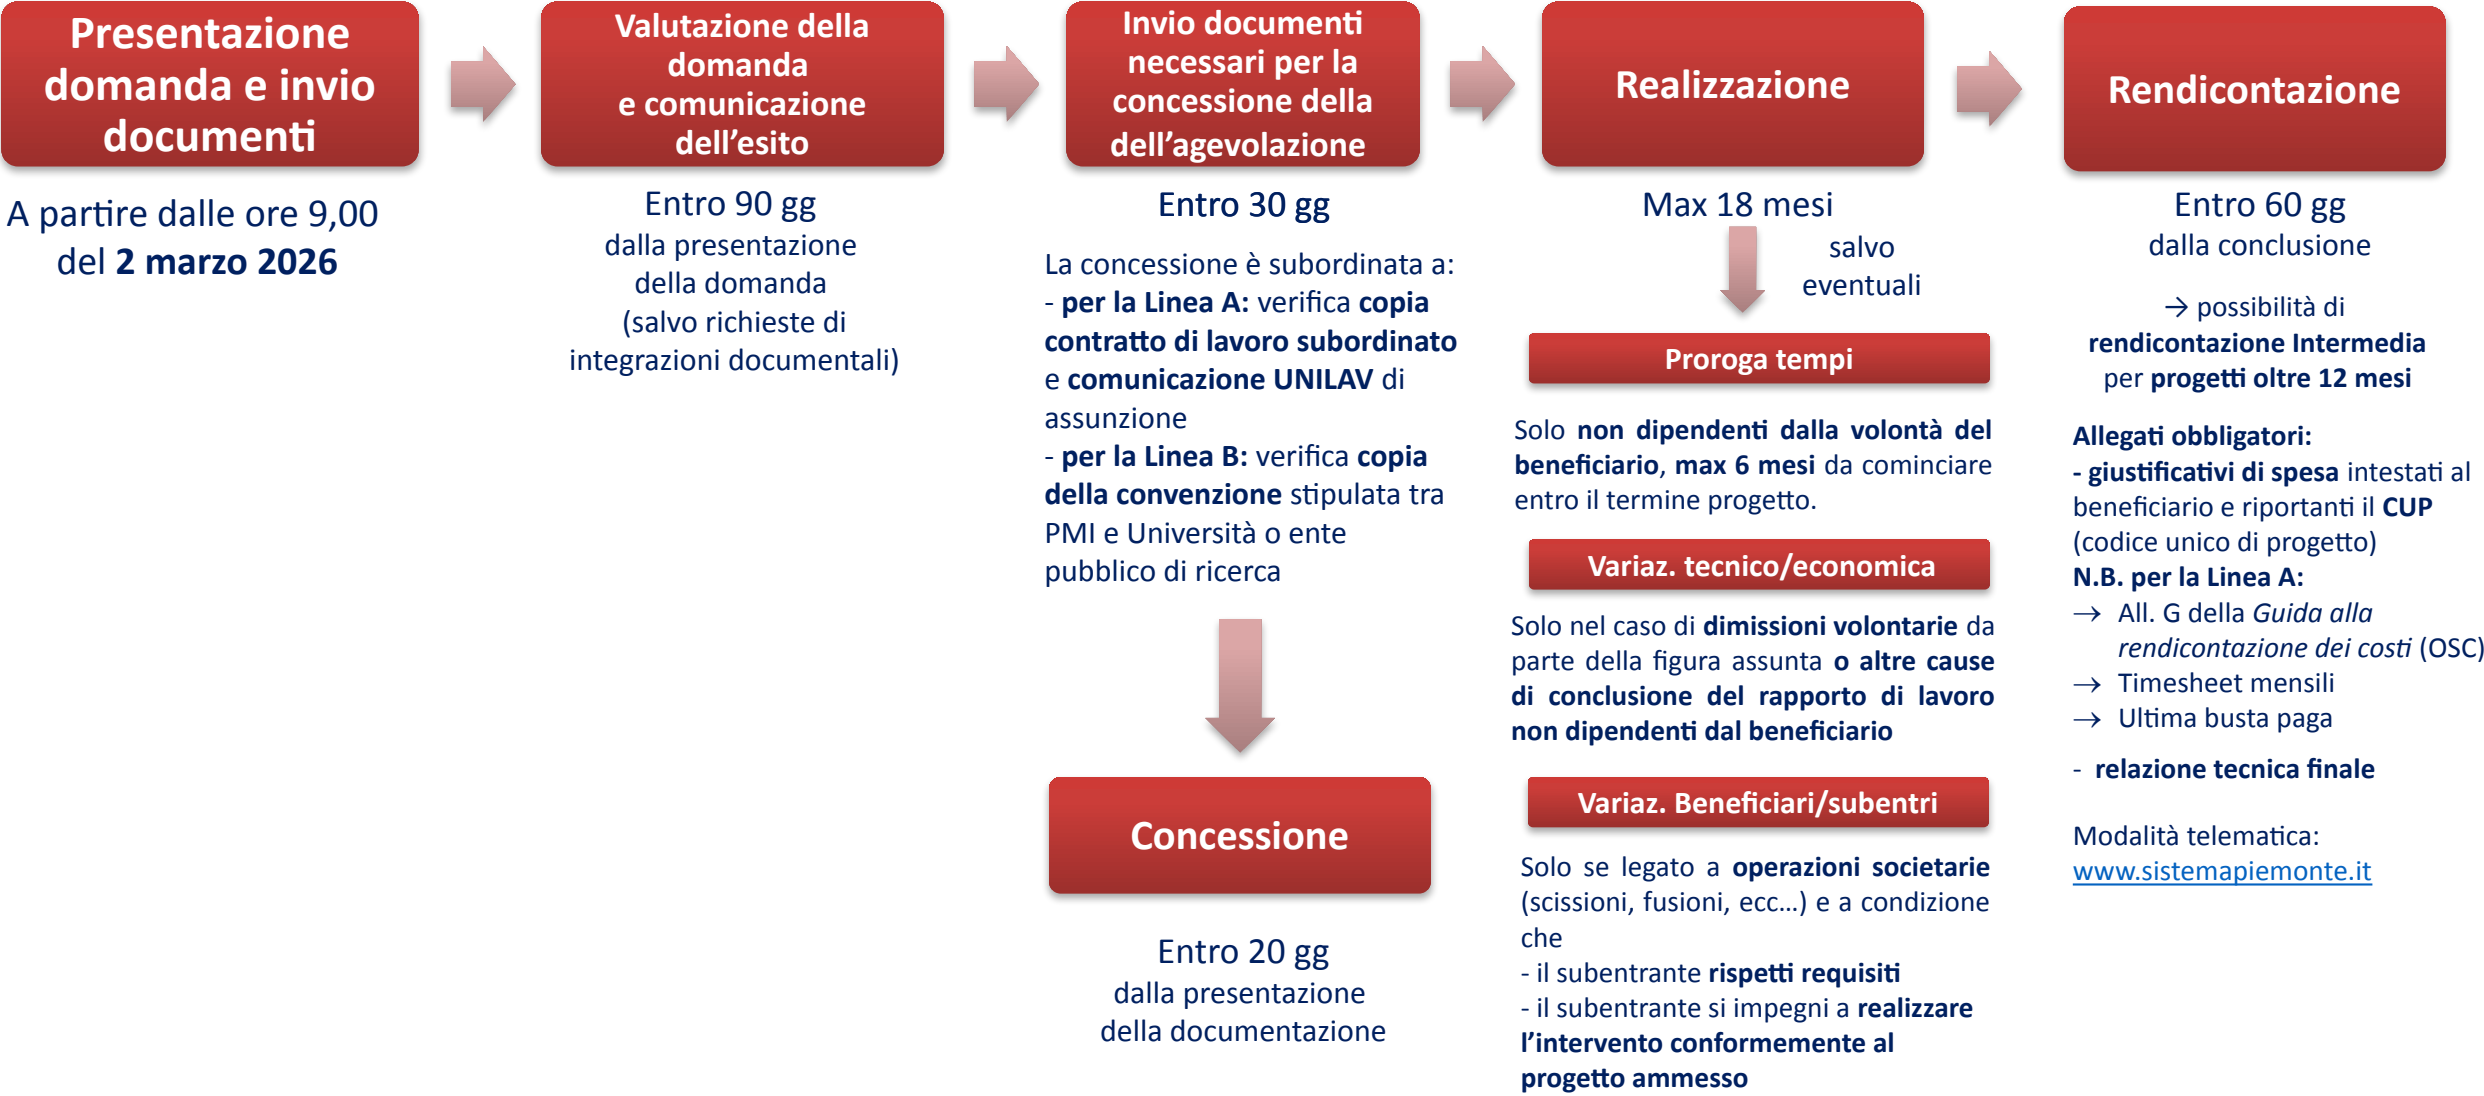 Presentazione
domanda e invio
documenti
A partire dalle ore 9,00
del 2 marzo 2026
Valutazione della
domanda
e comunicazione
dell’esito
Entro 90 gg
dalla presentazione
della domanda
(salvo richieste di
integrazioni documentali)
Invio documenti
necessari per la
concessione della
dell’agevolazione
Entro 30 gg
La concessione è subordinata a:
- per la Linea A: verifica copia
contratto di lavoro subordinato
e comunicazione UNILAV di
assunzione
- per la Linea B: verifica copia
della convenzione stipulata tra
PMI e Università o ente
pubblico di ricerca
Concessione
Entro 20 gg
dalla presentazione
della documentazione
Realizzazione
Max 18 mesi
salvo
eventuali
Proroga tempi
Solo non dipendenti dalla volontà del
beneficiario, max 6 mesi da cominciare
entro il termine progetto.
Variaz. tecnico/economica
Solo nel caso di dimissioni volontarie da
parte della figura assunta o altre cause
di conclusione del rapporto di lavoro
non dipendenti dal beneficiario
Variaz. Beneficiari/subentri
Solo se legato a operazioni societarie
(scissioni, fusioni, ecc...) e a condizione
che
- il subentrante rispetti requisiti
- il subentrante si impegni a realizzare
l’intervento conformemente al
progetto ammesso
Rendicontazione
Entro 60 gg
dalla conclusione
→ possibilità di
rendicontazione Intermedia
per progetti oltre 12 mesi
Allegati obbligatori:
- giustificativi di spesa intestati al
beneficiario e riportanti il CUP
(codice unico di progetto)
N.B. per la Linea A:
→ All. G della Guida alla
rendicontazione dei costi (OSC)
→ Timesheet mensili
→ Ultima busta paga
- relazione tecnica finale
Modalità telematica:
www.sistemapiemonte.it